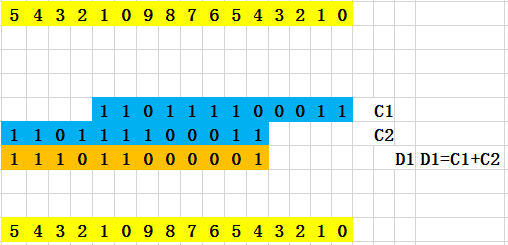 5 4 3 2 1 0 9 8 7 6 5 4 3 2 1 0
1 1 0 1 1 1 1 0 0 0 1 1 C1
1 1 0 1 1 1 1 0 0 0 1 1 C2
1 1 1 0 1 1 0 0 0 0 0 1 D1 D1=C1+C2
5 4 3 2 1 0 9 8 7 6 5 4 3 2 1 0